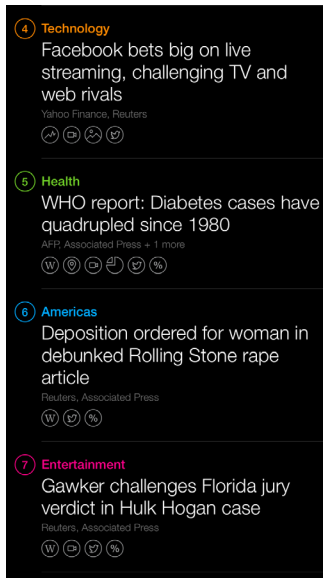 4 Technology
Facebook bets big on live
streaming, challenging TV and
web rivals
Yahoo Finance, Reuters
5 Health
WHO report: Diabetes cases have
quadrupled since 1980
AFP, Associated Press + 1 more
W %
6 Americas
Deposition ordered for woman in
debunked Rolling Stone rape
article
Reuters, Associated Press
W %
7 Entertainment
Gawker challenges Florida jury
verdict in Hulk Hogan case
Reuters, Associated Press
W %